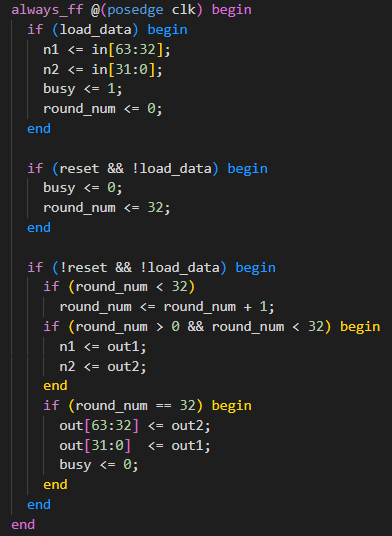 always_ff @(posedge clk) begin
  if (load_data) begin
    n1 <= in[63:32];
    n2 <= in[31:0];
    busy <= 1;
    round_num <= 0;
  end

  if (reset && !load_data) begin
    busy <= 0;
    round_num <= 32;
  end

  if (!reset && !load_data) begin
    if (round_num < 32)
      round_num <= round_num + 1;
    if (round_num > 0 && round_num < 32) begin
      n1 <= out1;
      n2 <= out2;
    end
    if (round_num == 32) begin
      out[63:32] <= out2;
      out[31:0]  <= out1;
      busy <= 0;
    end
  end
end